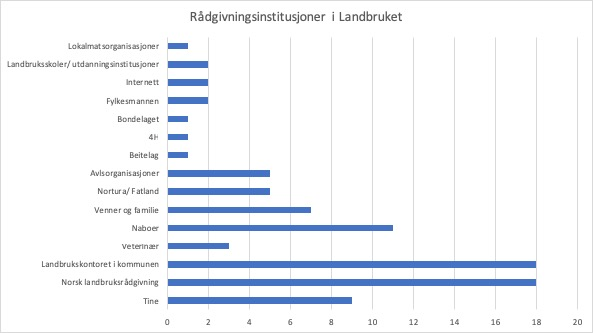 Rådgivningsinstitusjoner i Landbruket
Lokalmatsorganisasjoner
Landbruksskoler/ utdanningsinstitusjoner
Internett
Fylkesmannen
Bondelaget
4H
Beitelag
Avlsorganisasjoner
Nortura/ Fatland
Venner og familie
Naboer
Veterinær
Landbrukskontoret i kommunen
Norsk landbruksrådgivning
Tine
0 2 4 6 8 10 12 14 16 18 20